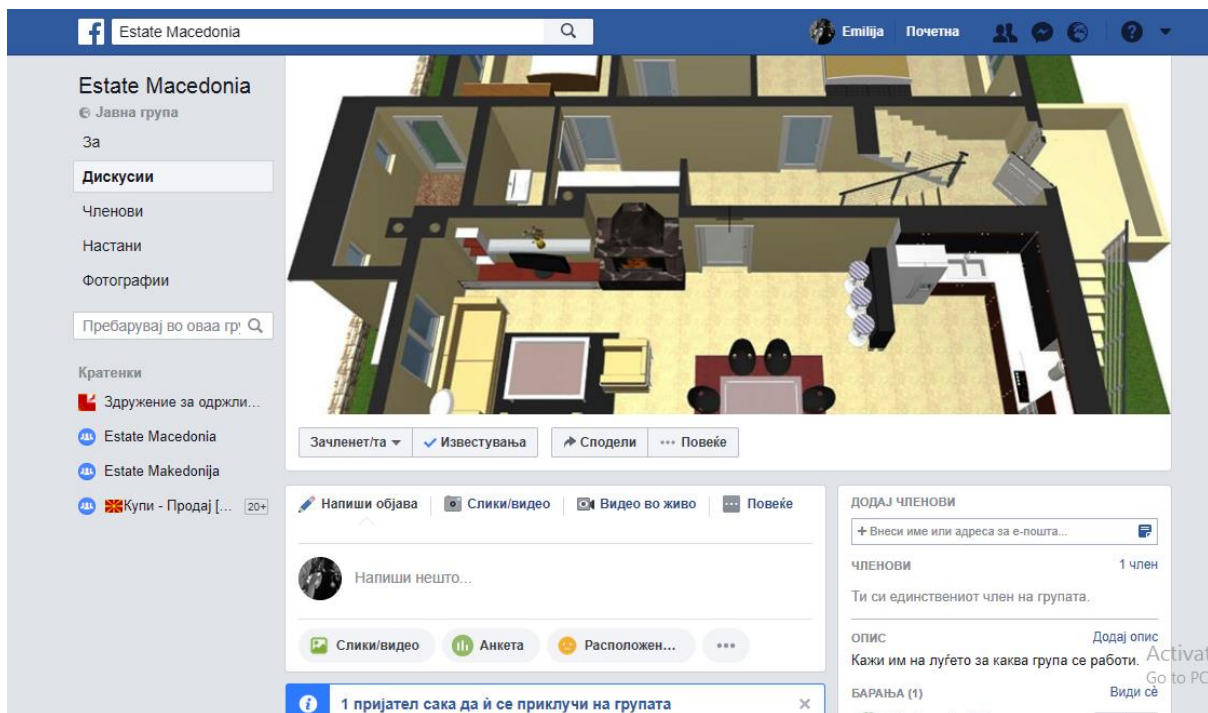 Estate Macedonia
Emilija
Почетна
Estate Macedonia
Јавна група
За
Дискусии
Членови
Настани
Фотографии
Пребарувај во оваа гр
Кратенки
Здружение за одржли...
Estate Macedonia
Estate Makedonija
Купи - Продај [... 20+
Зачленет/та
Известувања
Сподели
Повеќе
Напиши објава
Слики/видео
Видео во живо
Повеќе
Напиши нешто...
Слики/видео
Анкета
Расположен...
1 пријател сака да ѝ се приклучи на групата
ДОДАЈ ЧЛЕНОВИ
+ Внеси име или адреса за е-пошта...
ЧЛЕНОВИ 1 член
Ти си единствениот член на групата.
ОПИС Додај опис
Кажи им на луѓето за каква група се работи.
БАРАЊА (1) Види сѐ
Activat
Go to PC